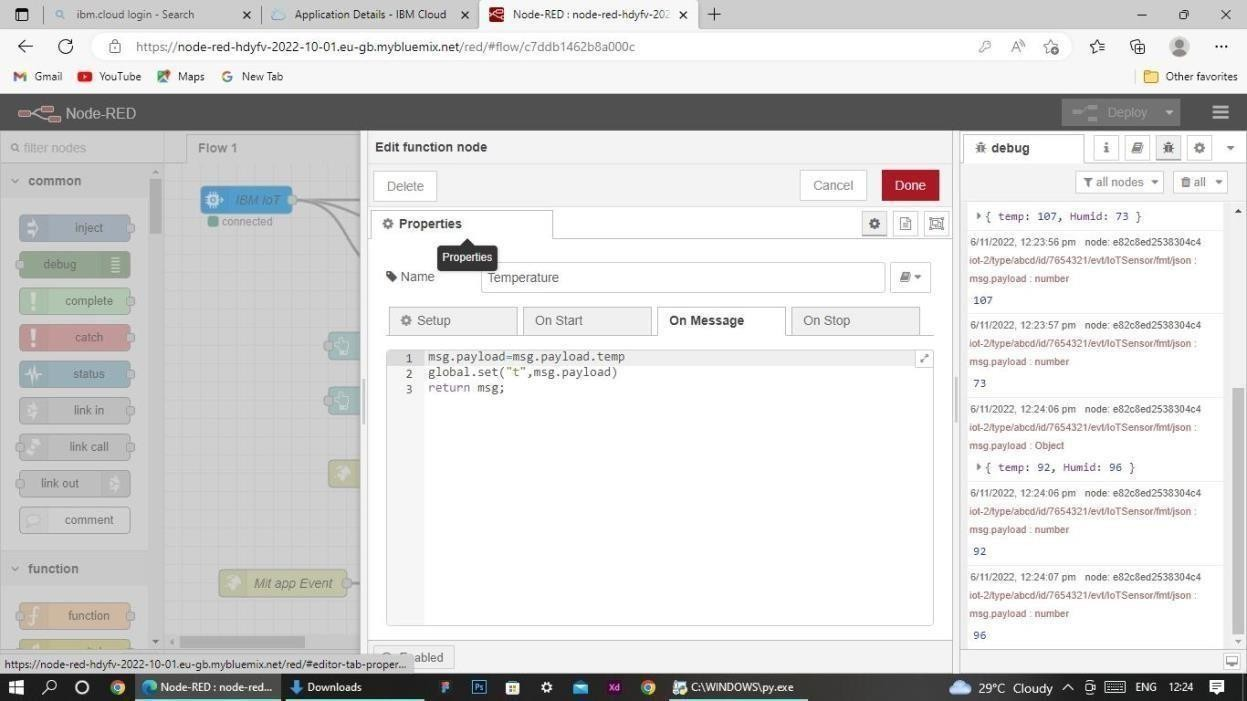 ibm.cloud login - Search
Application Details - IBM Cloud
Node-RED : node-red-hdyfv-202
https://node-red-hdyfv-2022-10-01.eu-gb.mybluemix.net/red/#flow/c7ddb1462b8a000c
Gmail YouTube Maps New Tab Other favorites
Node-RED Deploy
filter nodes
common
inject
debug
complete
catch
status
link in
link call
link out
comment
function
function
Flow 1
IBM IoT
connected
Mit app Event
Edit function node
Delete Cancel Done
Properties
Properties
Name Temperature
Setup On Start On Message On Stop
1 msg.payload=msg.payload.temp
2 global.set("t",msg.payload)
3 return msg;
Enabled
debug
all nodes all
{ temp: 107, Humid: 73 }
6/11/2022, 12:23:56 pm node: e82c8ed2538304c4
iot-2/type/abcd/id/7654321/evt/IoTSensor/fmt/json :
msg.payload : number
107
6/11/2022, 12:23:57 pm node: e82c8ed2538304c4
iot-2/type/abcd/id/7654321/evt/IoTSensor/fmt/json :
msg.payload : number
73
6/11/2022, 12:24:06 pm node: e82c8ed2538304c4
iot-2/type/abcd/id/7654321/evt/IoTSensor/fmt/json :
msg.payload : Object
{ temp: 92, Humid: 96 }
6/11/2022, 12:24:06 pm node: e82c8ed2538304c4
iot-2/type/abcd/id/7654321/evt/IoTSensor/fmt/json :
msg.payload : number
92
6/11/2022, 12:24:07 pm node: e82c8ed2538304c4
iot-2/type/abcd/id/7654321/evt/IoTSensor/fmt/json :
msg.payload : number
96
https://node-red-hdyfv-2022-10-01.eu-gb.mybluemix.net/red/#editor-tab-proper...
Node-RED : node-red... Downloads Ps Xd C:\WINDOWS\py.exe 29°C Cloudy ENG 12:24